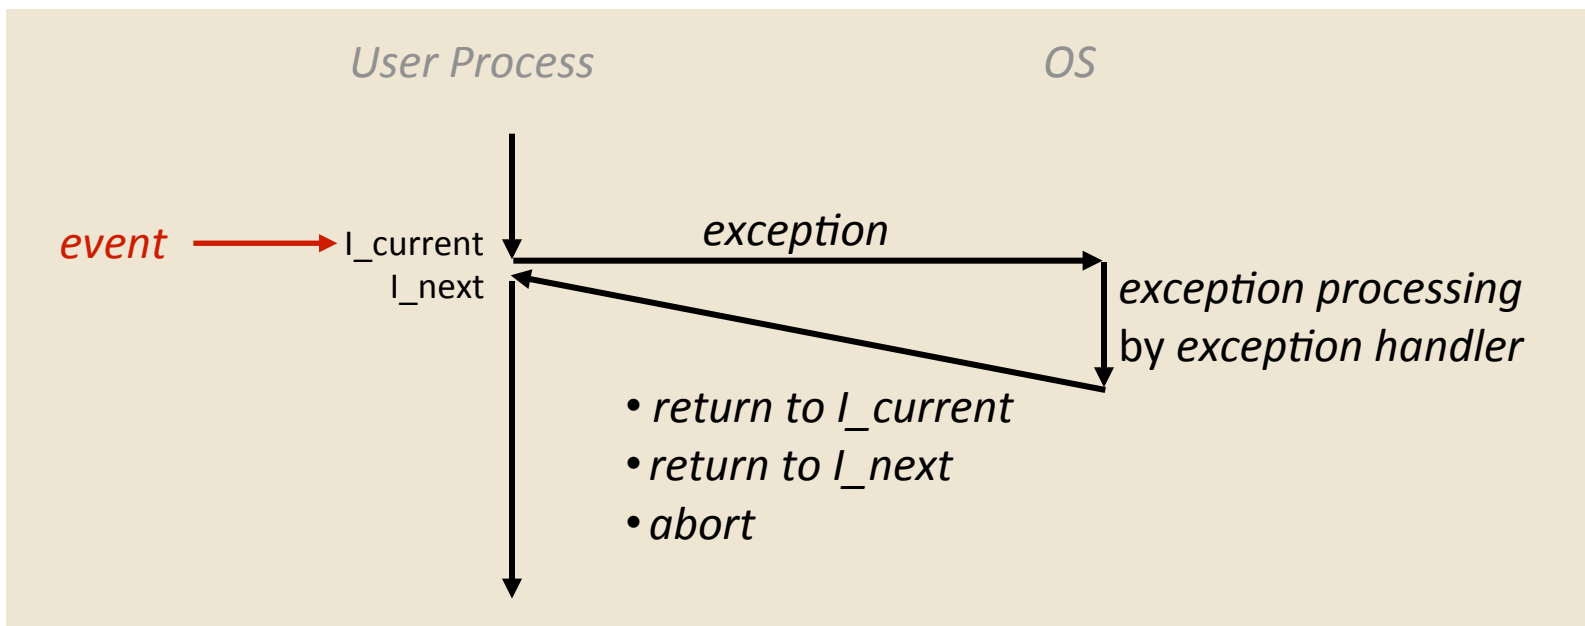 User Process
OS
event
I_current
exception
I_next
exception processing
by exception handler
• return to I_current
• return to I_next
• abort